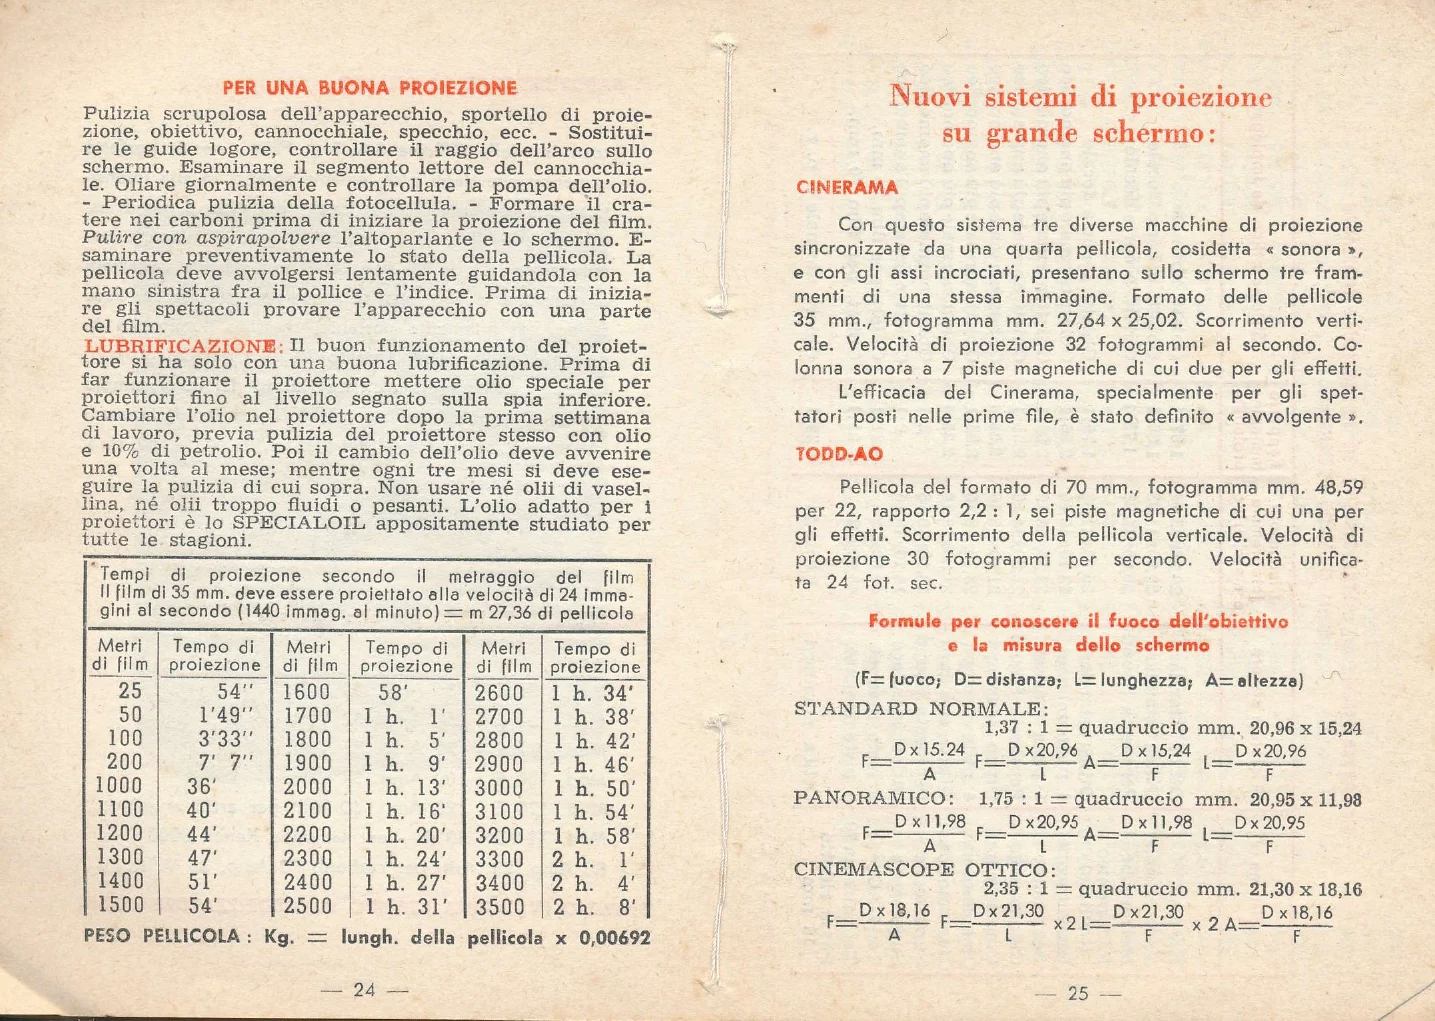 PER UNA BUONA PROIEZIONE
Pulizia scrupolosa dell'apparecchio, sportello di proie-
zione, obiettivo, cannocchiale, specchio, ecc. - Sostitui-
re le guide logore, controllare il raggio dell'arco sullo
schermo. Esaminare il segmento lettore del cannocchia-
le. Oliare giornalmente e controllare la pompa dell'olio.
- Periodica pulizia della fotocellula. - Formare il cra-
tere nei carboni prima di iniziare la proiezione del film.
Pulire con aspirapolvere l'altoparlante e lo schermo. E-
saminare preventivamente lo stato della pellicola. La
pellicola deve avvolgersi lentamente guidandola con la
mano sinistra fra il pollice e l'indice. Prima di inizia-
re gli spettacoli provare l'apparecchio con una parte
del film.
LUBRIFICAZIONE: Il buon funzionamento del proiet-
tore si ha solo con una buona lubrificazione. Prima di
far funzionare il proiettore mettere olio speciale per
proiettori fino al livello segnato sulla spia inferiore.
Cambiare l'olio nel proiettore dopo la prima settimana
di lavoro, previa pulizia del proiettore stesso con olio
e 10% di petrolio. Poi il cambio dell'olio deve avvenire
una volta al mese; mentre ogni tre mesi si deve ese-
guire la pulizia di cui sopra. Non usare né olii di vasel-
lina, né olii troppo fluidi o pesanti. L'olio adatto per i
proiettori è lo SPECIALOIL appositamente studiato per
tutte le stagioni.
Tempi di proiezione secondo il metraggio del film
Il film di 35 mm. deve essere proiettato alla velocità di 24 imma-
gini al secondo (1440 immag. al minuto) = m 27,36 di pellicola
Metri di film | Tempo di proiezione | Metri di film | Tempo di proiezione | Metri di film | Tempo di proiezione
25 | 54'' | 1600 | 58' | 2600 | 1 h. 34'
50 | 1'49'' | 1700 | 1 h. 1' | 2700 | 1 h. 38'
100 | 3'33'' | 1800 | 1 h. 5' | 2800 | 1 h. 42'
200 | 7' 7'' | 1900 | 1 h. 9' | 2900 | 1 h. 46'
1000 | 36' | 2000 | 1 h. 13' | 3000 | 1 h. 50'
1100 | 40' | 2100 | 1 h. 16' | 3100 | 1 h. 54'
1200 | 44' | 2200 | 1 h. 20' | 3200 | 1 h. 58'
1300 | 47' | 2300 | 1 h. 24' | 3300 | 2 h. 1'
1400 | 51' | 2400 | 1 h. 27' | 3400 | 2 h. 4'
1500 | 54' | 2500 | 1 h. 31' | 3500 | 2 h. 8'
PESO PELLICOLA : Kg. = lungh. della pellicola x 0,00692
— 24 —
Nuovi sistemi di proiezione
su grande schermo:
CINERAMA
Con questo sistema tre diverse macchine di proiezione
sincronizzate da una quarta pellicola, cosidetta « sonora »,
e con gli assi incrociati, presentano sullo schermo tre fram-
menti di una stessa immagine. Formato delle pellicole
35 mm., fotogramma mm. 27,64 x 25,02. Scorrimento verti-
cale. Velocità di proiezione 32 fotogrammi al secondo. Co-
lonna sonora a 7 piste magnetiche di cui due per gli effetti.
L'efficacia del Cinerama, specialmente per gli spet-
tatori posti nelle prime file, è stato definito « avvolgente ».
TODD-AO
Pellicola del formato di 70 mm., fotogramma mm. 48,59
per 22, rapporto 2,2 : 1, sei piste magnetiche di cui una per
gli effetti. Scorrimento della pellicola verticale. Velocità di
proiezione 30 fotogrammi per secondo. Velocità unifica-
ta 24 fot. sec.
Formule per conoscere il fuoco dell'obiettivo
e la misura dello schermo
(F= fuoco; D= distanza; L= lunghezza; A= altezza)
STANDARD NORMALE:
1,37 : 1 = quadruccio mm. 20,96 x 15,24
F= D x 15.24 / A F= D x 20,96 / L A= D x 15,24 / F L= D x 20,96 / F
PANORAMICO: 1,75 : 1 = quadruccio mm. 20,95 x 11,98
F= D x 11,98 / A F= D x 20,95 / L A= D x 11,98 / F L= D x 20,95 / F
CINEMASCOPE OTTICO:
2,35 : 1 = quadruccio mm. 21,30 x 18,16
F= D x 18,16 / A F= D x 21,30 / L x 2 L= D x 21,30 / F x 2 A= D x 18,16 / F
— 25 —